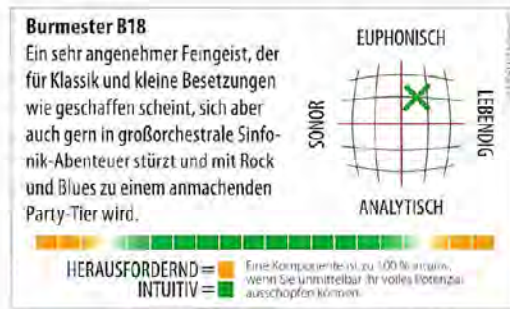 Burmester B18
Ein sehr angenehmer Feingeist, der
für Klassik und kleine Besetzungen
wie geschaffen scheint, sich aber
auch gern in großorchestrale Sinfo-
nik-Abenteuer stürzt und mit Rock
und Blues zu einem anmachenden
Party-Tier wird.
EUPHONISCH
SONOR
LEBENDIG
ANALYTISCH
HERAUSFORDERND =
INTUITIV =
Eine Komponente ist zu 100 % intuitiv,
wenn Sie unmittelbar ihr volles Potenzial
ausschöpfen können.